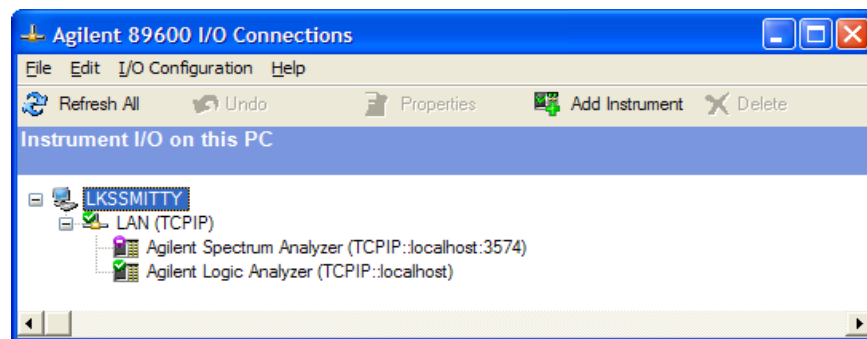 Agilent 89600 I/O Connections
File Edit I/O Configuration Help
Refresh All Undo Properties Add Instrument Delete
Instrument I/O on this PC
LKSSMITTY
LAN (TCPIP)
Agilent Spectrum Analyzer (TCPIP::localhost:3574)
Agilent Logic Analyzer (TCPIP::localhost)